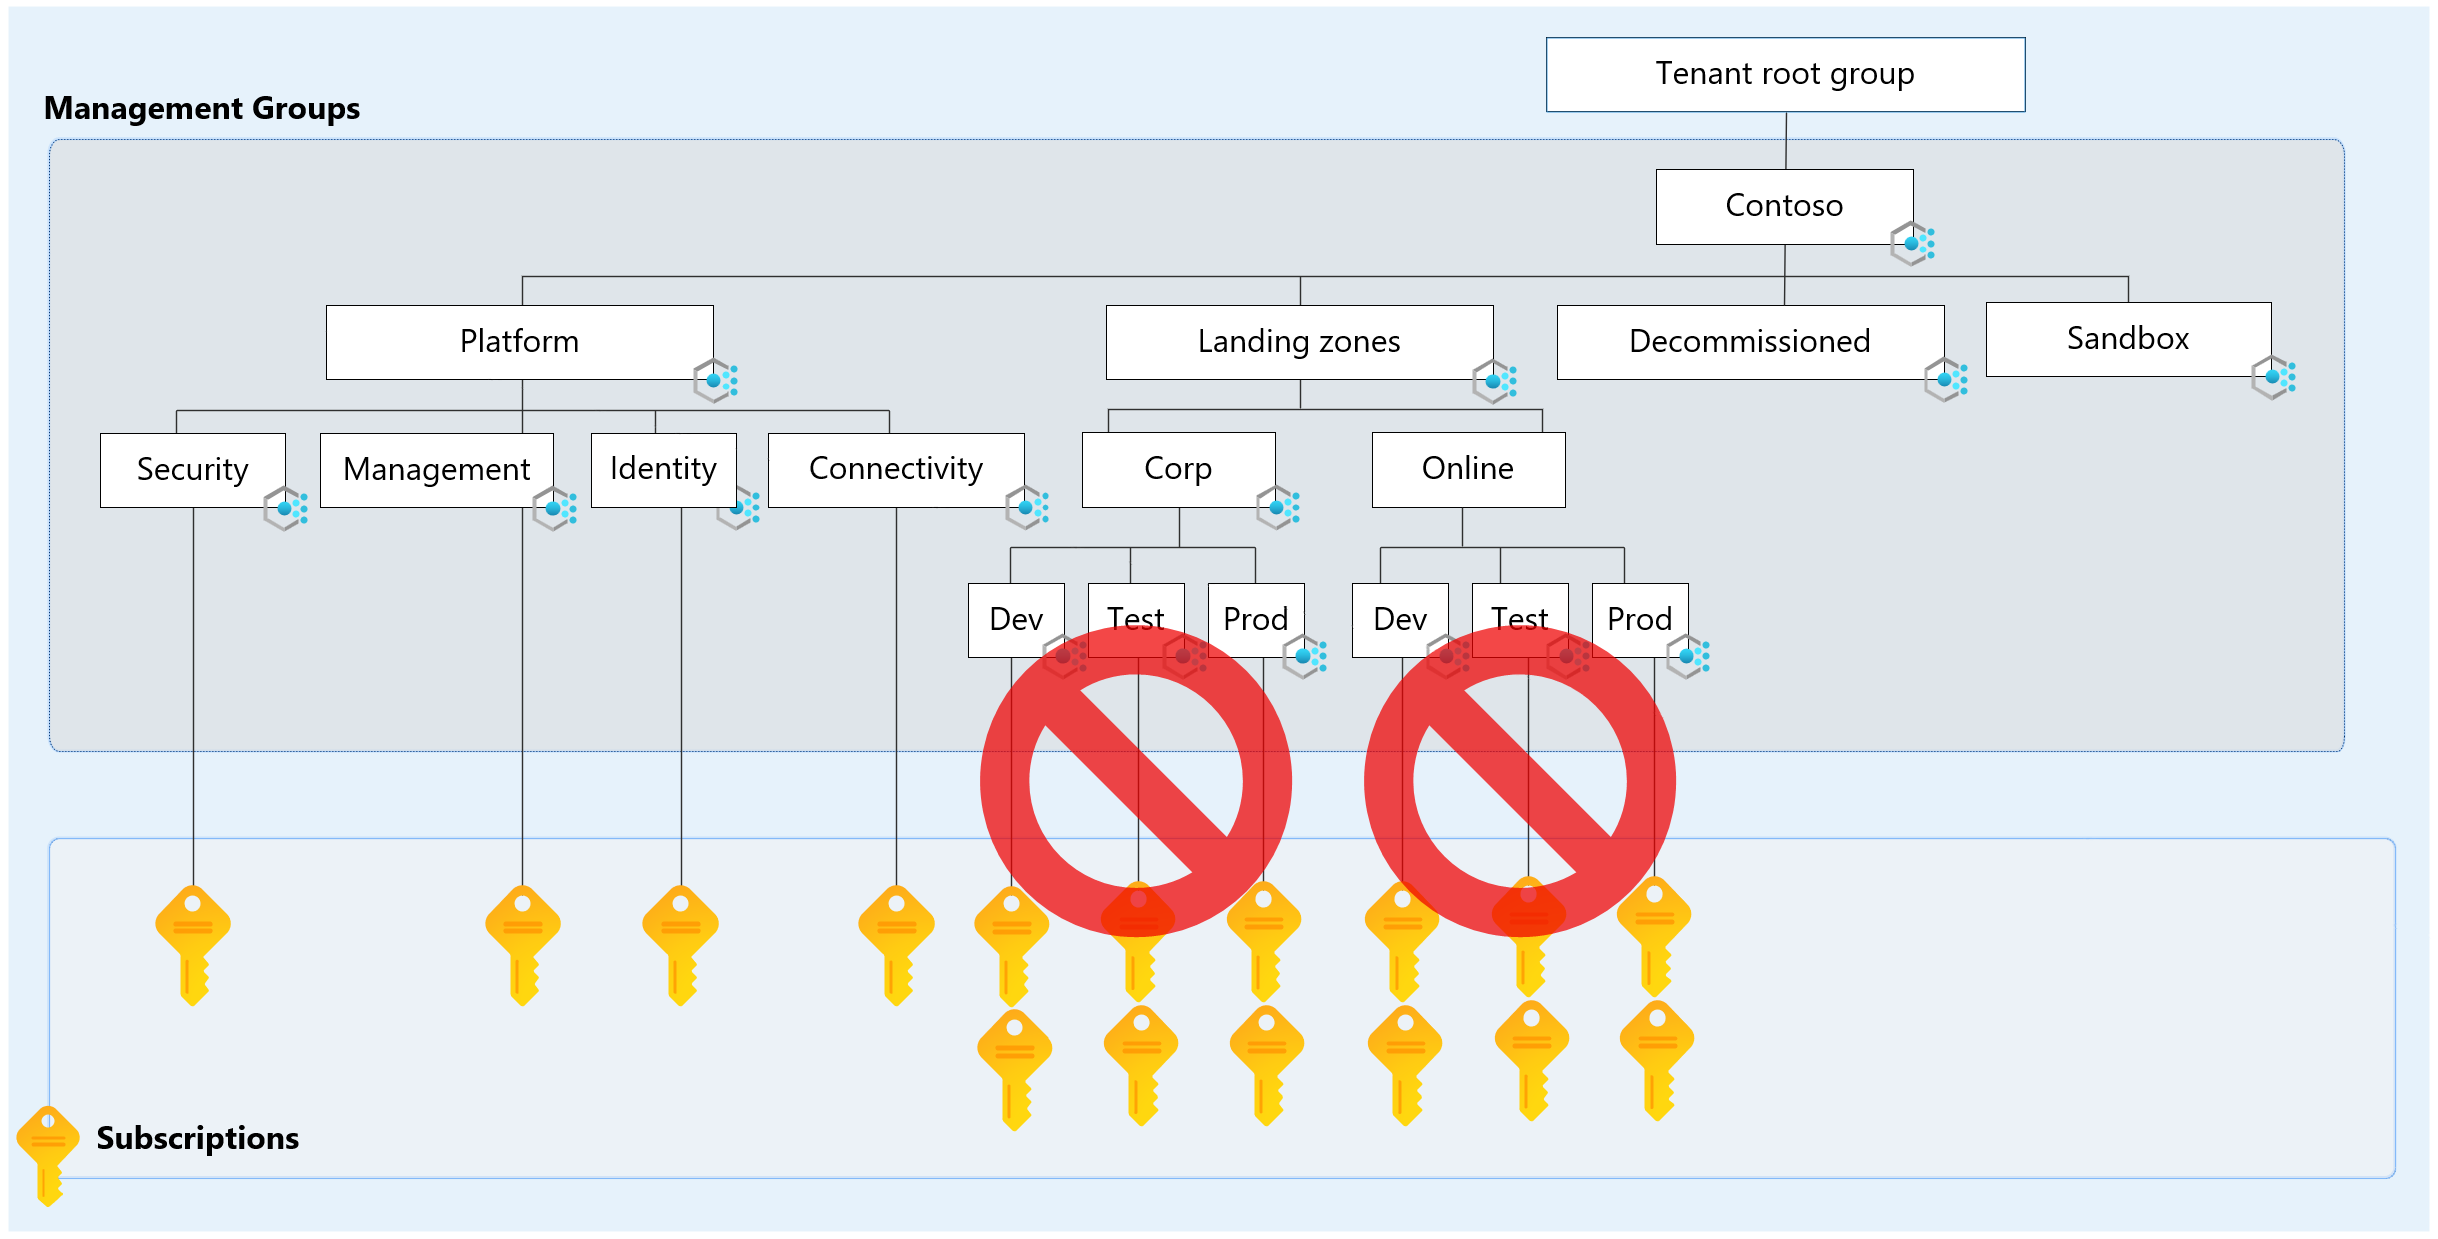 Tenant root group
Management Groups
Contoso
Platform
Landing zones
Decommissioned
Sandbox
Security
Management
Identity
Connectivity
Corp
Online
Dev
Test
Prod
Dev
Test
Prod
Subscriptions